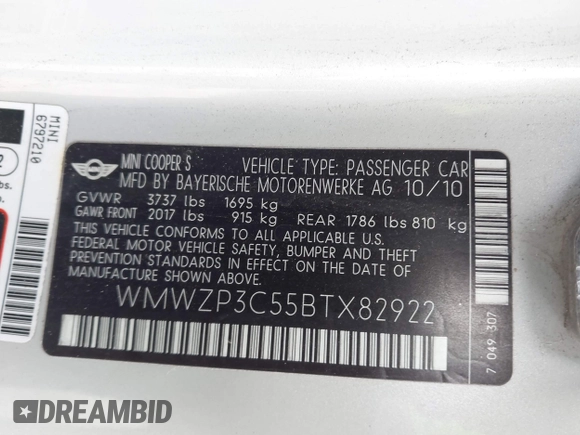 MINI
6797210
2
lbs.
MINI COOPER S VEHICLE TYPE: PASSENGER CAR
MFD BY BAYERISCHE MOTORENWERKE AG 10/10
GVWR 3737 lbs 1695 kg
GAWR FRONT 2017 lbs 915 kg REAR 1786 lbs 810 kg
THIS VEHICLE CONFORMS TO ALL APPLICABLE U.S.
FEDERAL MOTOR VEHICLE SAFETY, BUMPER AND THEFT
PREVENTION STANDARDS IN EFFECT ON THE DATE OF
MANUFACTURE SHOWN ABOVE.
WMWZP3C55BTX82922
7 049 307
DREAMBID